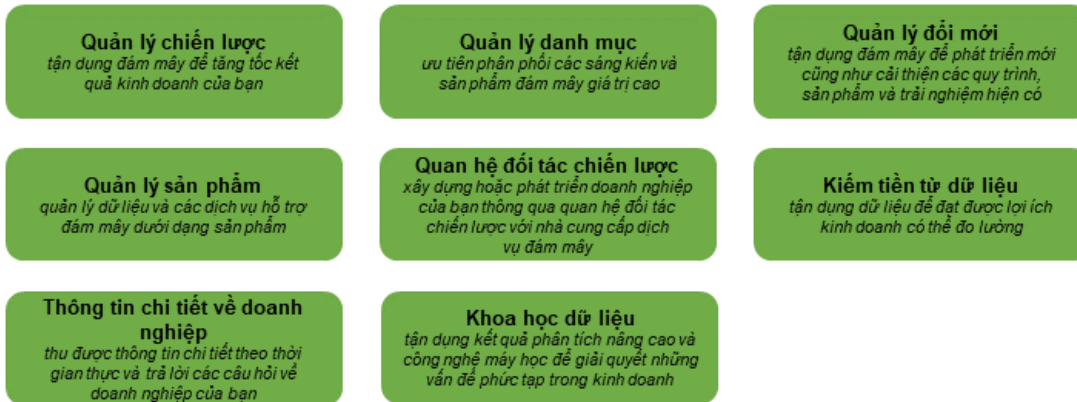 Quản lý chiến lược
tận dụng đám mây để tăng tốc kết
quả kinh doanh của bạn
Quản lý danh mục
ưu tiên phân phối các sáng kiến và
sản phẩm đám mây giá trị cao
Quản lý đổi mới
tận dụng đám mây để phát triển mới
cũng như cải thiện các quy trình,
sản phẩm và trải nghiệm hiện có
Quản lý sản phẩm
quản lý dữ liệu và các dịch vụ hỗ trợ
đám mây dưới dạng sản phẩm
Quan hệ đối tác chiến lược
xây dựng hoặc phát triển doanh nghiệp
của bạn thông qua quan hệ đối tác
chiến lược với nhà cung cấp dịch
vụ đám mây
Kiếm tiền từ dữ liệu
tận dụng dữ liệu để đạt được lợi ích
kinh doanh có thể đo lường
Thông tin chi tiết về doanh
nghiệp
thu được thông tin chi tiết theo thời
gian thực và trả lời các câu hỏi về
doanh nghiệp của bạn
Khoa học dữ liệu
tận dụng kết quả phân tích nâng cao và
công nghệ máy học để giải quyết những
vấn đề phức tạp trong kinh doanh